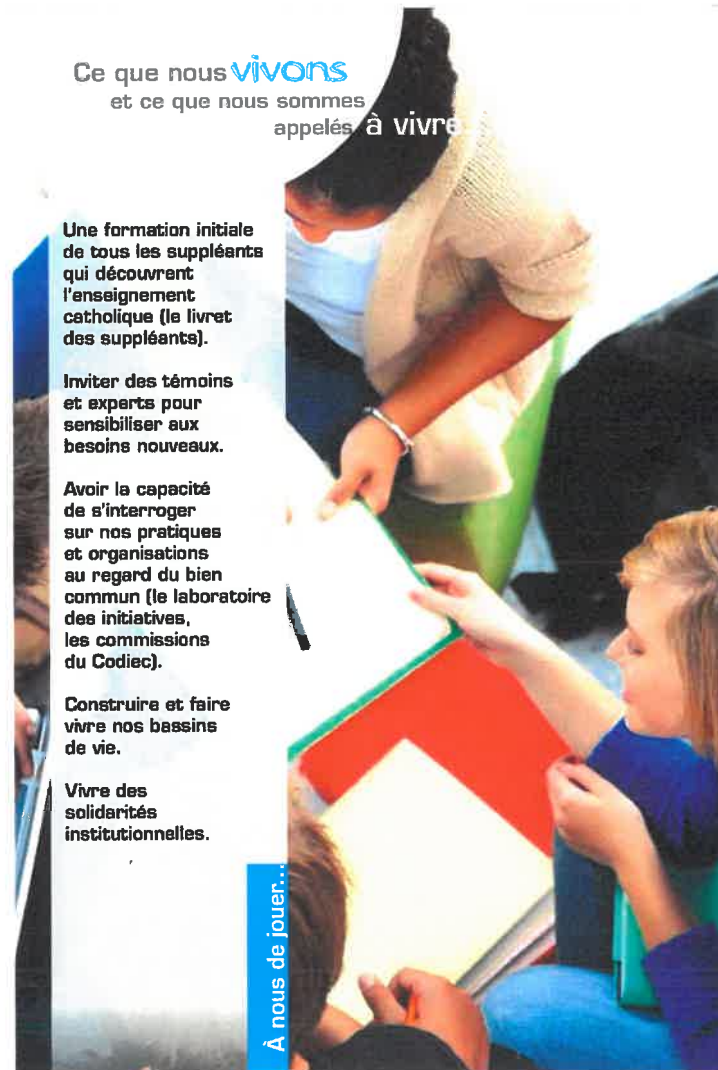 Ce que nous vivons
et ce que nous sommes
appelés à vivre...
Une formation initiale
de tous les suppléants
qui découvrent
l'enseignement
catholique (le livret
des suppléants).
Inviter des témoins
et experts pour
sensibiliser aux
besoins nouveaux.
Avoir la capacité
de s'interroger
sur nos pratiques
et organisations
au regard du bien
commun (le laboratoire
des initiatives,
les commissions
du Codiec).
Construire et faire
vivre nos bassins
de vie.
Vivre des
solidarités
institutionnelles.
À nous de jouer...